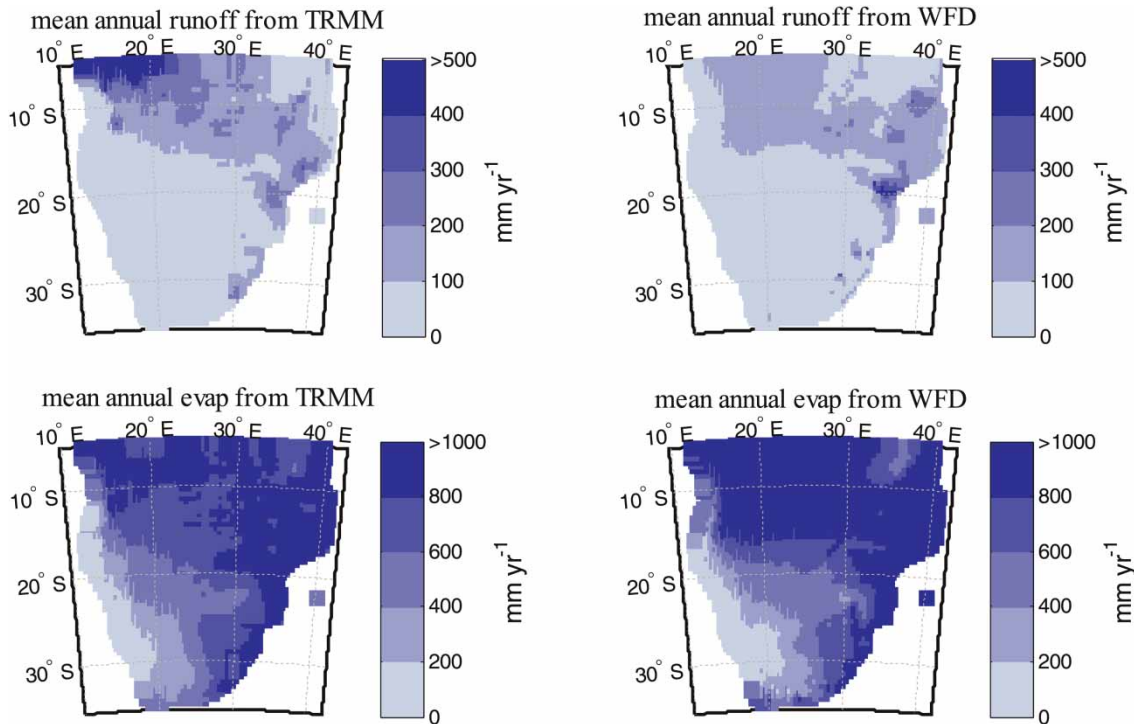 mean annual runoff from TRMM
10° E 20° E 30° E 40° E
10° S
20° S
30° S
>500
400
300
200
100
0
mm yr-1
mean annual runoff from WFD
10° E 20° E 30° E 40° E
10° S
20° S
30° S
>500
400
300
200
100
0
mm yr-1
mean annual evap from TRMM
10° E 20° E 30° E 40° E
10° S
20° S
30° S
>1000
800
600
400
200
0
mm yr-1
mean annual evap from WFD
10° E 20° E 30° E 40° E
10° S
20° S
30° S
>1000
800
600
400
200
0
mm yr-1